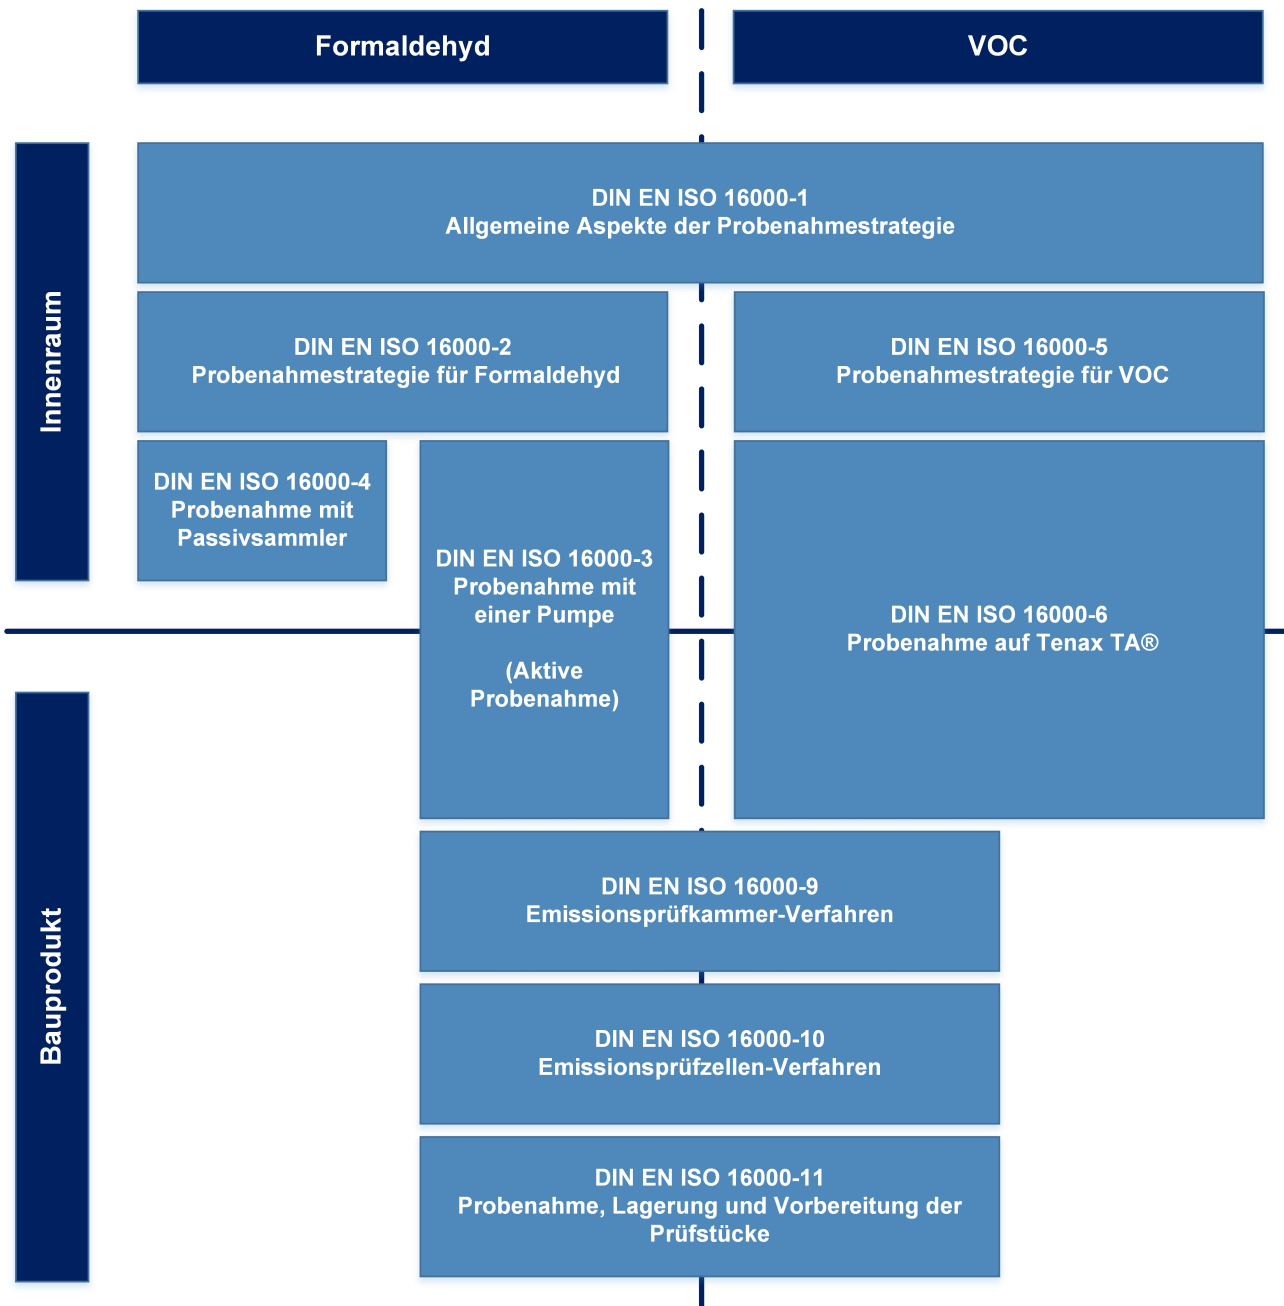 Formaldehyd
VOC
Innenraum
DIN EN ISO 16000-1
Allgemeine Aspekte der Probenahmestrategie
DIN EN ISO 16000-2
Probenahmestrategie für Formaldehyd
DIN EN ISO 16000-5
Probenahmestrategie für VOC
DIN EN ISO 16000-4
Probenahme mit
Passivsammler
DIN EN ISO 16000-3
Probenahme mit
einer Pumpe
(Aktive
Probenahme)
DIN EN ISO 16000-6
Probenahme auf Tenax TA®
Bauprodukt
DIN EN ISO 16000-9
Emissionsprüfkammer-Verfahren
DIN EN ISO 16000-10
Emissionsprüfzellen-Verfahren
DIN EN ISO 16000-11
Probenahme, Lagerung und Vorbereitung der
Prüfstücke